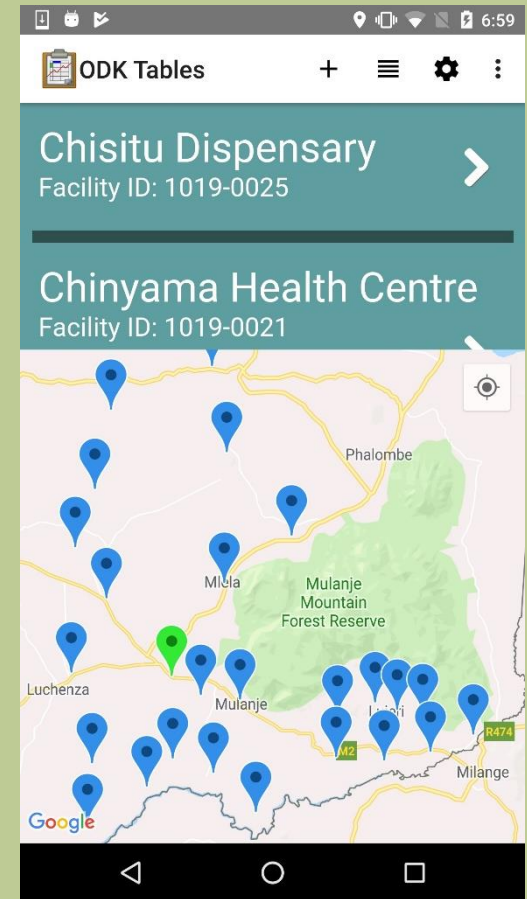 6:59
ODK Tables
Chisitu Dispensary
Facility ID: 1019-0025
Chinyama Health Centre
Facility ID: 1019-0021
Phalombe
Mulanje
Mountain
Forest Reserve
Luchenza
Mulanje
R474
M2
Milange
Google